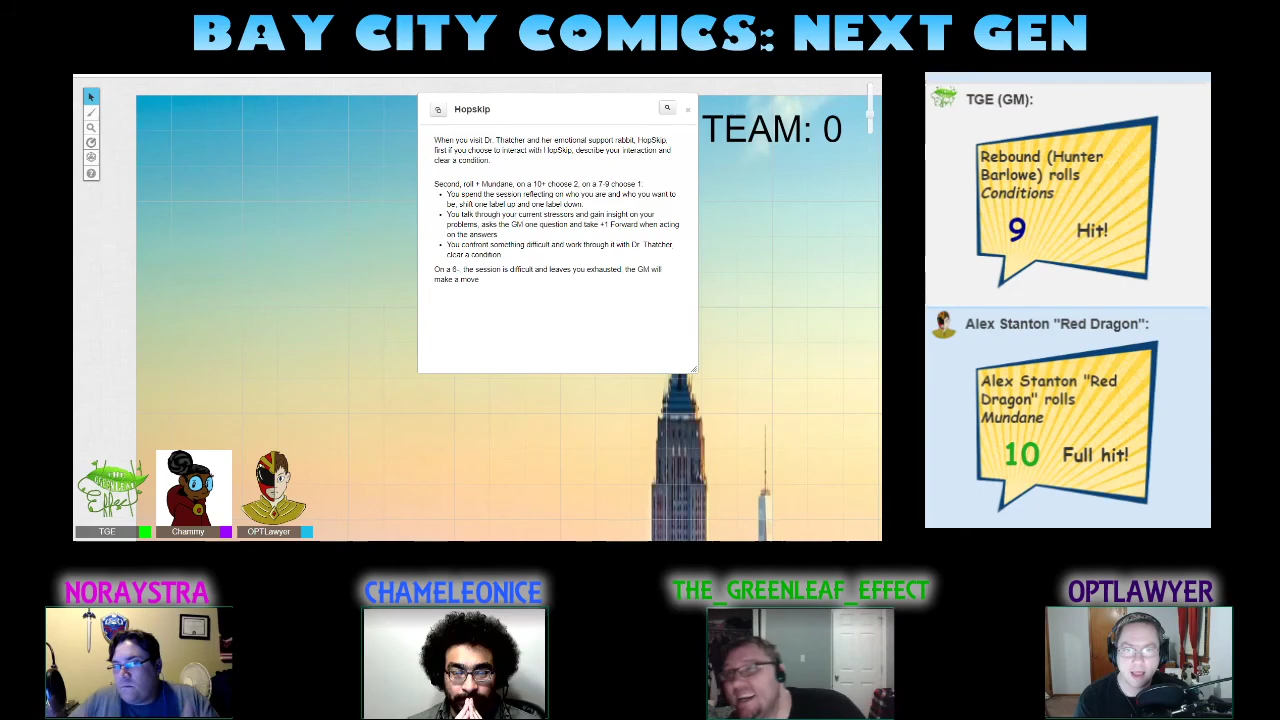 BAY CITY COMICS: NEXT GEN
Hopskip
When you visit Dr. Thatcher and her emotional support rabbit, HopSkip,
first if you choose to interact with HopSkip, describe your interaction and
clear a condition.
Second, roll + Mundane, on a 10+ choose 2, on a 7-9 choose 1.
You spend the session reflecting on who you are and who you want to
be, shift one label up and one label down.
You talk through your current stressors and gain insight on your
problems, asks the GM one question and take +1 Forward when acting
on the answers
You confront something difficult and work through it with Dr. Thatcher,
clear a condition
On a 6-, the session is difficult and leaves you exhausted. the GM will
make a move
TEAM: 0
THE
GREENLEAF
Effect
TGE
Chammy
OPTLawyer
TGE (GM):
Rebound (Hunter
Barlowe) rolls
Conditions
9 Hit!
Alex Stanton "Red Dragon":
Alex Stanton "Red
Dragon" rolls
Mundane
10 Full hit!
NORAYSTRA
CHAMELEONICE
THE_GREENLEAF_EFFECT
OPTLAWYER